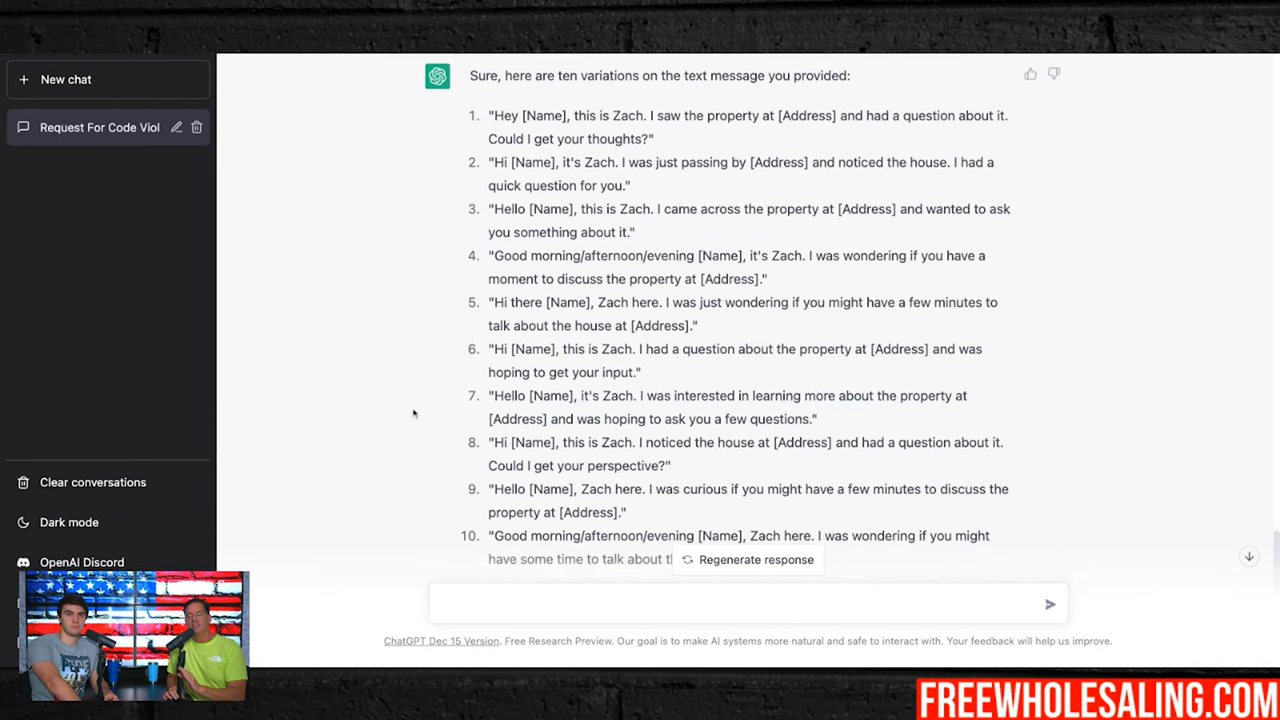 New chat
Request For Code Viol
Clear conversations
Dark mode
OpenAI Discord
Sure, here are ten variations on the text message you provided:
1. "Hey [Name], this is Zach. I saw the property at [Address] and had a question about it.
Could I get your thoughts?"
2. "Hi [Name], it's Zach. I was just passing by [Address] and noticed the house. I had a
quick question for you."
3. "Hello [Name], this is Zach. I came across the property at [Address] and wanted to ask
you something about it."
4. "Good morning/afternoon/evening [Name], it's Zach. I was wondering if you have a
moment to discuss the property at [Address]."
5. "Hi there [Name], Zach here. I was just wondering if you might have a few minutes to
talk about the house at [Address]."
6. "Hi [Name], this is Zach. I had a question about the property at [Address] and was
hoping to get your input."
7. "Hello [Name], it's Zach. I was interested in learning more about the property at
[Address] and was hoping to ask you a few questions."
8. "Hi [Name], this is Zach. I noticed the house at [Address] and had a question about it.
Could I get your perspective?"
9. "Hello [Name], Zach here. I was curious if you might have a few minutes to discuss the
property at [Address]."
10. "Good morning/afternoon/evening [Name], Zach here. I was wondering if you might
have some time to talk about
Regenerate response
ChatGPT Dec 15 Version. Free Research Preview. Our goal is to make AI systems more natural and safe to interact with. Your feedback will help us improve.
FREEWHOLESALING.COM